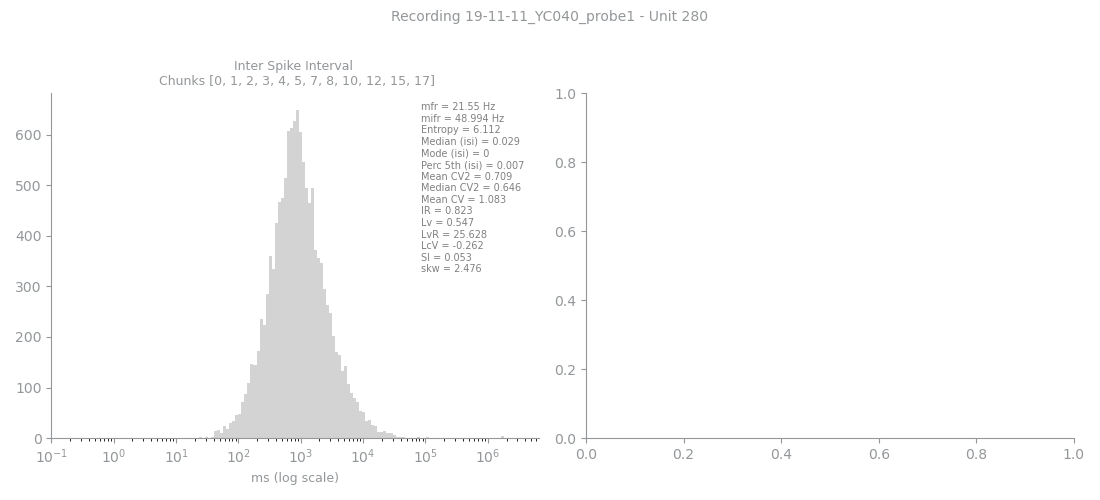 Recording 19-11-11_YC040_probe1 - Unit 280
Inter Spike Interval
Chunks [0, 1, 2, 3, 4, 5, 7, 8, 10, 12, 15, 17]
mfr = 21.55 Hz
mifr = 48.994 Hz
Entropy = 6.112
Median (isi) = 0.029
Mode (isi) = 0
Perc 5th (isi) = 0.007
Mean CV2 = 0.709
Median CV2 = 0.646
Mean CV = 1.083
IR = 0.823
Lv = 0.547
LvR = 25.628
LcV = -0.262
SI = 0.053
skw = 2.476
600
500
400
300
200
100
0
10⁻¹ 10⁰ 10¹ 10² 10³ 10⁴ 10⁵ 10⁶
ms (log scale)
1.0
0.8
0.6
0.4
0.2
0.0
0.0 0.2 0.4 0.6 0.8 1.0